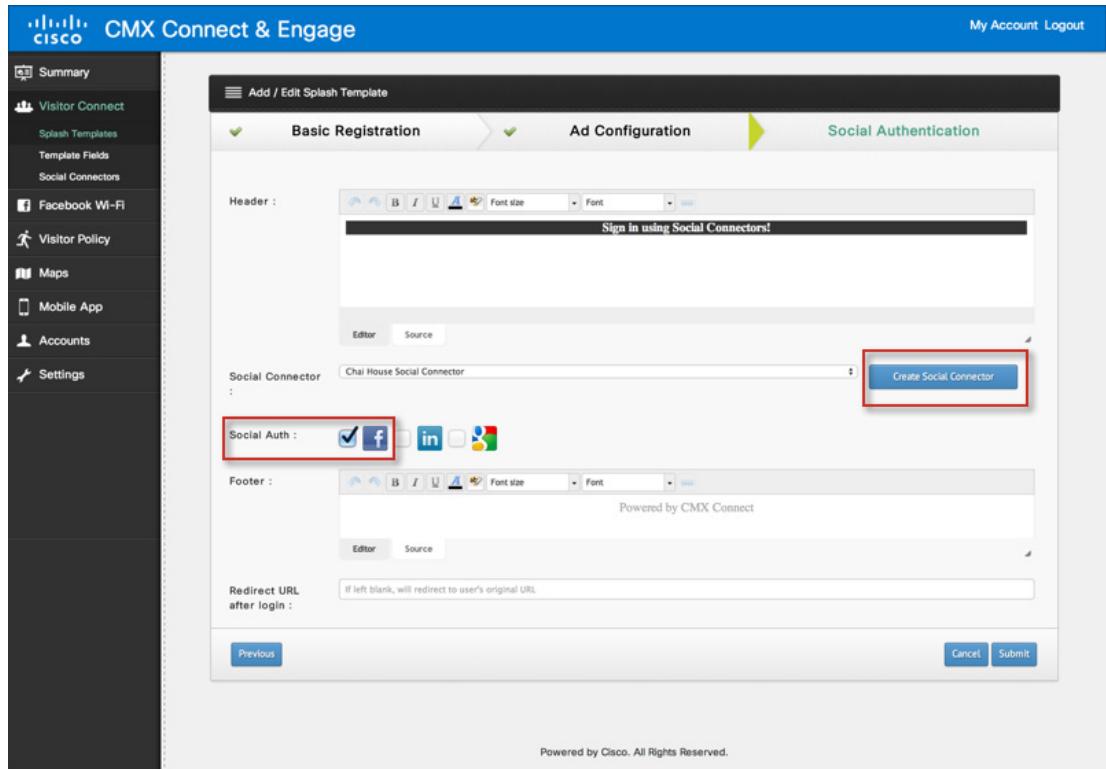 CISCO CMX Connect & Engage
My Account Logout
Summary
Visitor Connect
Splash Templates
Template Fields
Social Connectors
Facebook Wi-Fi
Visitor Policy
Maps
Mobile App
Accounts
Settings
Add / Edit Splash Template
Basic Registration
Ad Configuration
Social Authentication
Header :
B I U A Font size Font
Sign in using Social Connectors!
Editor Source
Social Connector
:
Chai House Social Connector
Create Social Connector
Social Auth :
f in g
Footer :
B I U A Font size Font
Powered by CMX Connect
Editor Source
Redirect URL
after login :
If left blank, will redirect to user's original URL
Previous
Cancel Submit
Powered by Cisco. All Rights Reserved.